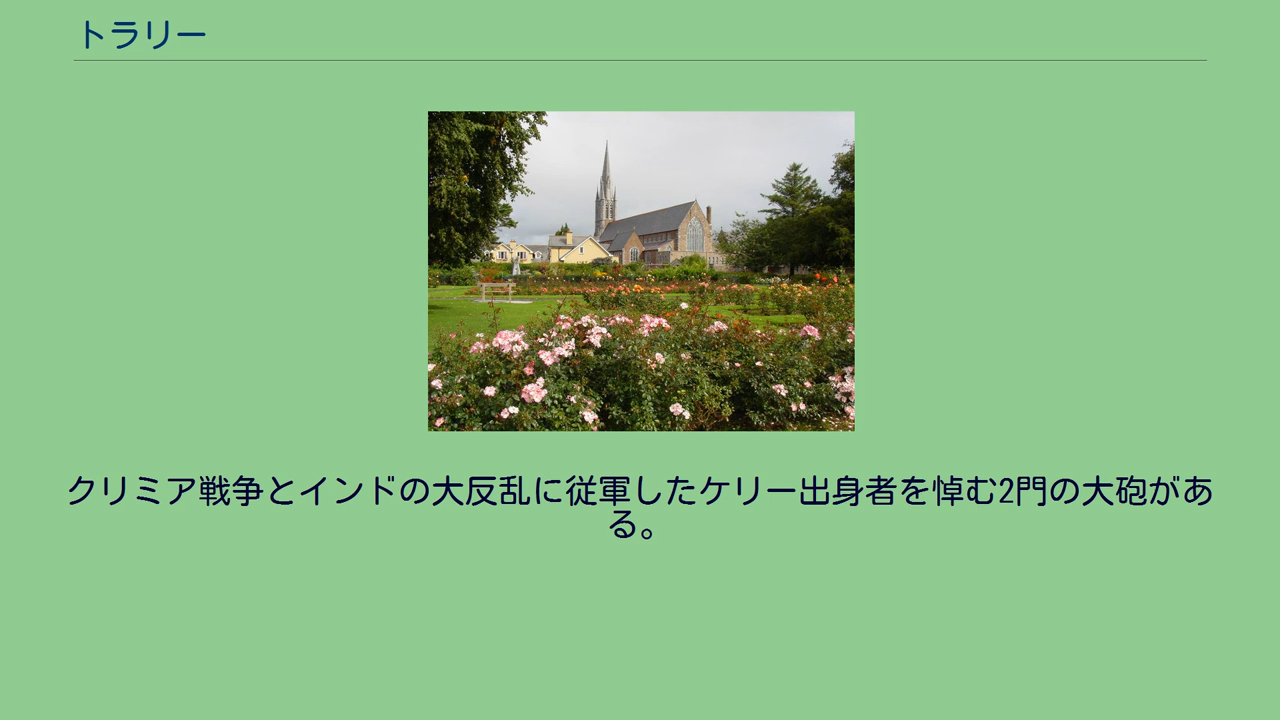 トラリー
クリミア戦争とインドの大反乱に従軍したケリー出身者を悼む2門の大砲があ
る。